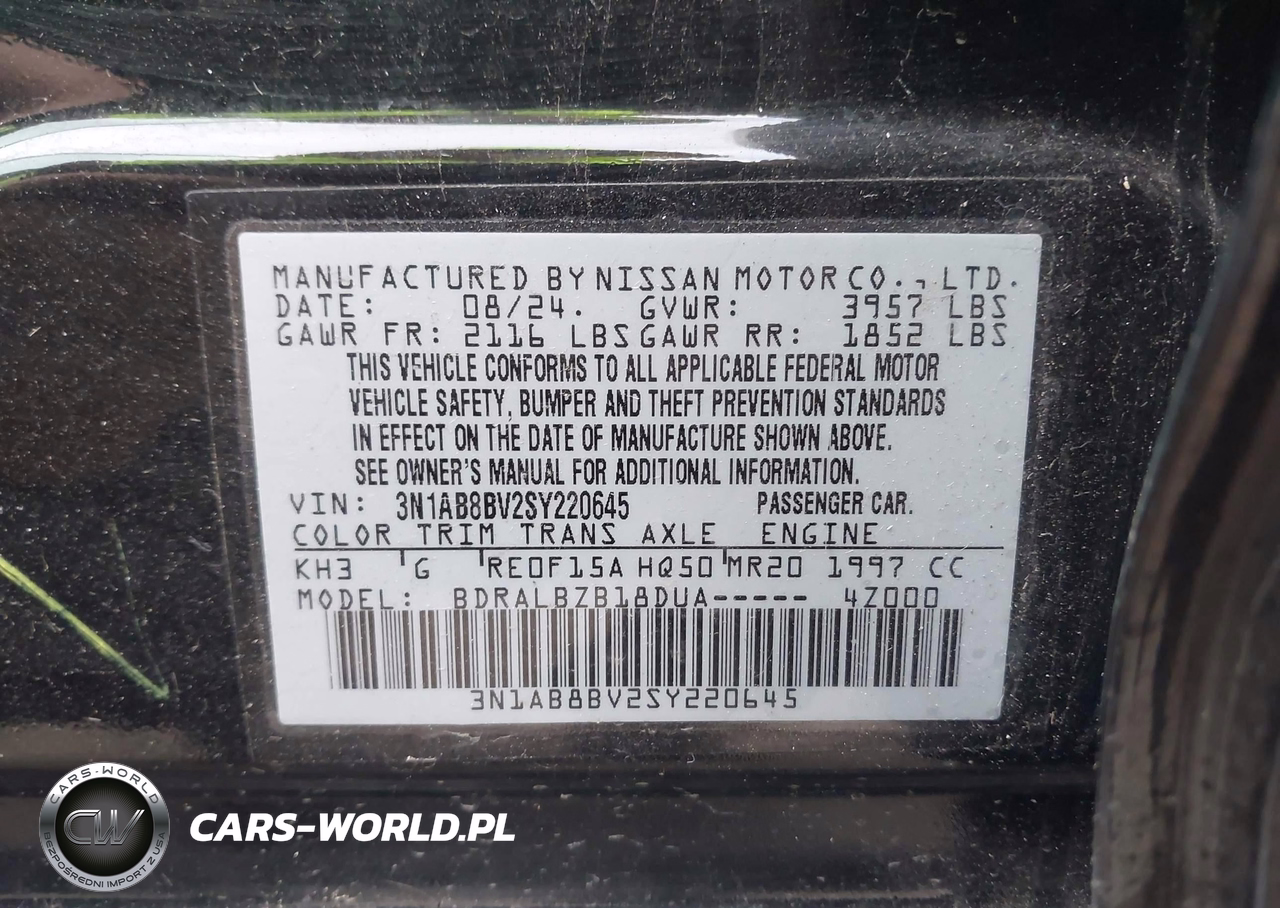 MANUFACTURED BY NISSAN MOTOR CO., LTD.
DATE: 08/24. GVWR: 3957 LBS
GAWR FR: 2116 LBS GAWR RR: 1852 LBS
THIS VEHICLE CONFORMS TO ALL APPLICABLE FEDERAL MOTOR
VEHICLE SAFETY, BUMPER AND THEFT PREVENTION STANDARDS
IN EFFECT ON THE DATE OF MANUFACTURE SHOWN ABOVE.
SEE OWNER'S MANUAL FOR ADDITIONAL INFORMATION.
VIN: 3N1AB8BV2SY220645 PASSENGER CAR.
COLOR TRIM TRANS AXLE ENGINE
KH3 G RE0F15A HQ50 MR20 1997 CC
MODEL: BDRALBZB18DUA----- 4Z000
3N1AB8BV2SY220645
CARS-WORLD
CW
BEZPOŚREDNI IMPORT Z USA
CARS-WORLD.PL